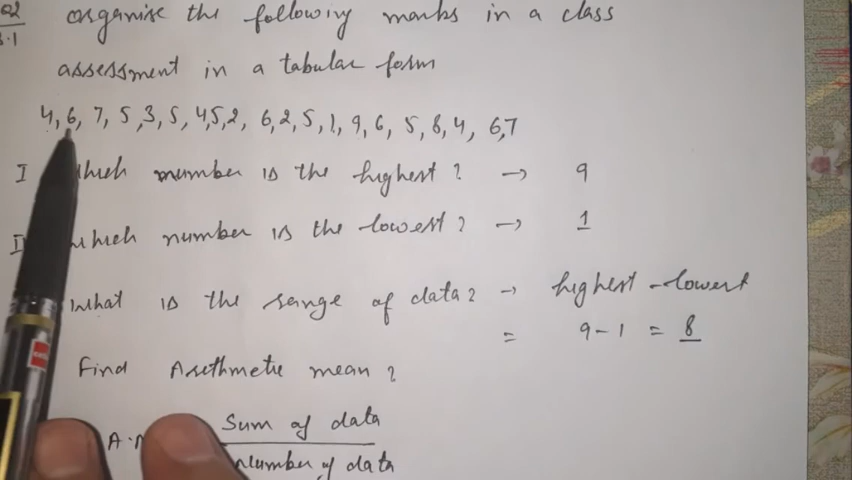 Q2 organise the following marks in a class
3.1
assessment in a tabular form
4, 6, 7, 5, 3, 5, 4, 5, 2, 6, 2, 5, 1, 9, 6, 5, 8, 4, 6, 7
I which number is the highest? → 9
which number is the lowest? → 1
what is the range of data? → highest - lowest
= 9 - 1 = 8
Find Arethmetic mean?
A.M Sum of data
Number of data